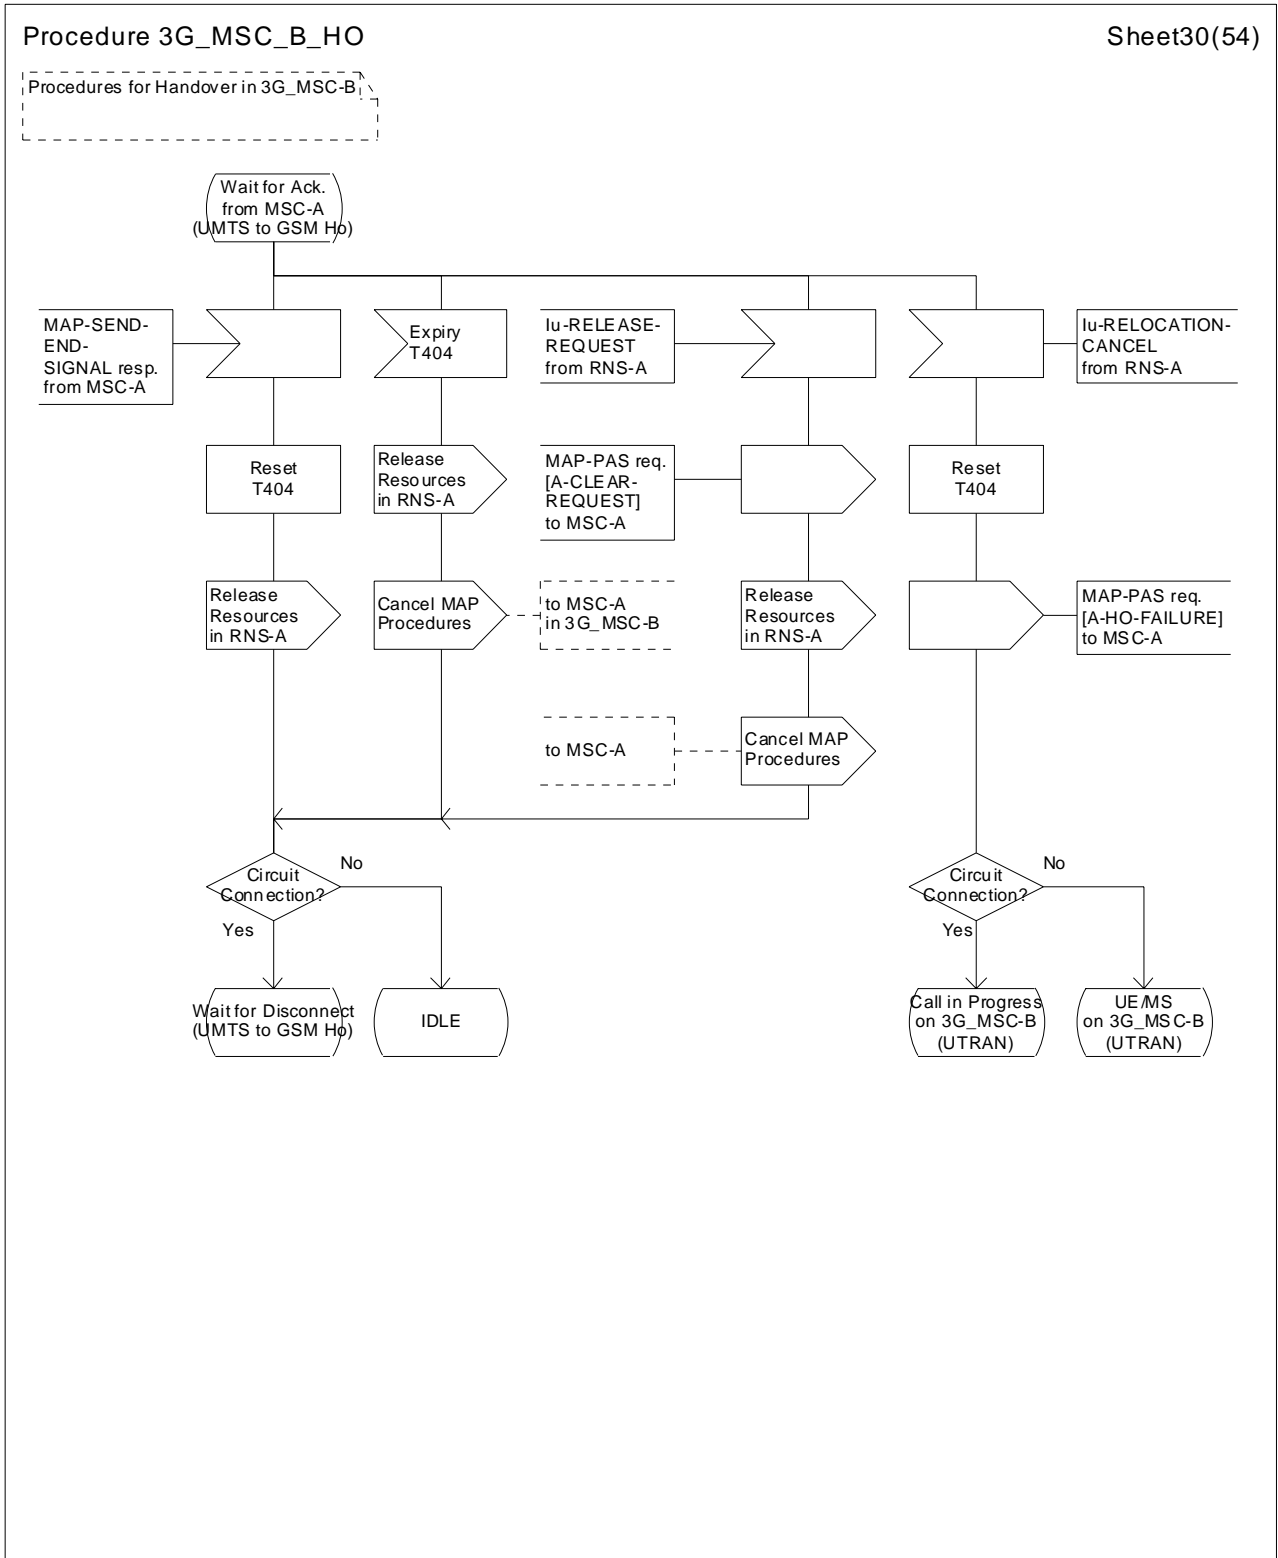 Procedure 3G_MSC_B_HO
Sheet30(54)
Procedures for Handover in 3G_MSC-B
Wait for Ack.
from MSC-A
(UMTS to GSM Ho)
MAP-SEND-
END-
SIGNAL resp.
from MSC-A
Expiry
T404
Iu-RELEASE-
REQUEST
from RNS-A
Iu-RELOCATION-
CANCEL
from RNS-A
Reset
T404
Release
Resources
in RNS-A
MAP-PAS req.
[A-CLEAR-
REQUEST]
to MSC-A
Reset
T404
Release
Resources
in RNS-A
Cancel MAP
Procedures
to MSC-A
in 3G_MSC-B
Release
Resources
in RNS-A
MAP-PAS req.
[A-HO-FAILURE]
to MSC-A
to MSC-A
Cancel MAP
Procedures
Circuit
Connection?
No
Yes
Circuit
Connection?
No
Yes
Wait for Disconnect
(UMTS to GSM Ho)
IDLE
Call in Progress
on 3G_MSC-B
(UTRAN)
UE/MS
on 3G_MSC-B
(UTRAN)